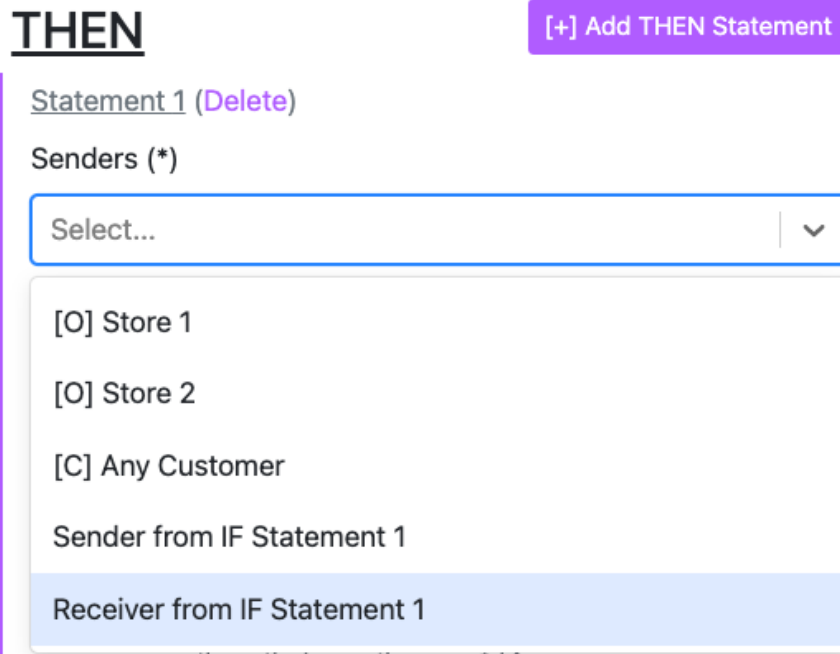 THEN
[+] Add THEN Statement
Statement 1 (Delete)
Senders (*)
Select...
[O] Store 1
[O] Store 2
[C] Any Customer
Sender from IF Statement 1
Receiver from IF Statement 1